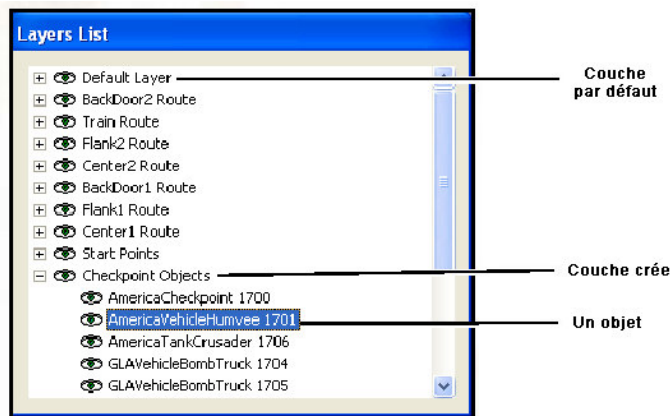 Layers List
Default Layer
Couche
par défaut
BackDoor2 Route
Train Route
Flank2 Route
Center2 Route
BackDoor1 Route
Flank1 Route
Center1 Route
Start Points
Checkpoint Objects
Couche crée
AmericaCheckpoint 1700
AmericaVehicleHumvee 1701
Un objet
AmericaTankCrusader 1706
GLAVehicleBombTruck 1704
GLAVehicleBombTruck 1705